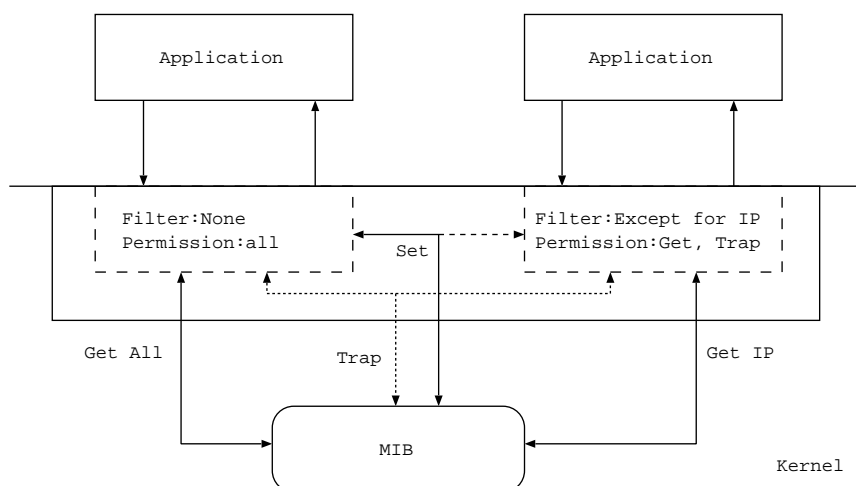 Application
Application
Filter:None
Permission:all
Filter:Except for IP
Permission:Get, Trap
Set
Get All
Trap
Get IP
MIB
Kernel